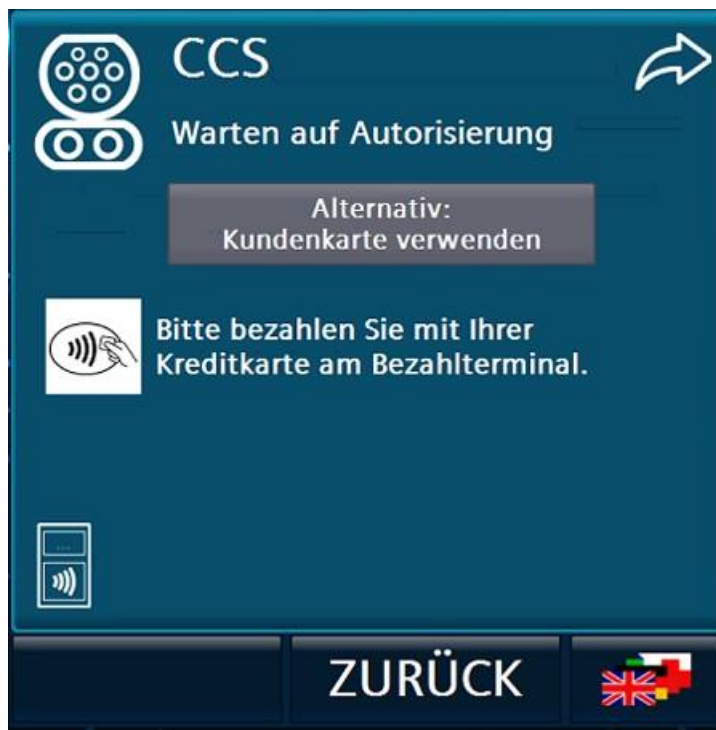 CCS
Warten auf Autorisierung
Alternativ:
Kundenkarte verwenden
Bitte bezahlen Sie mit Ihrer
Kreditkarte am Bezahlterminal.
ZURÜCK